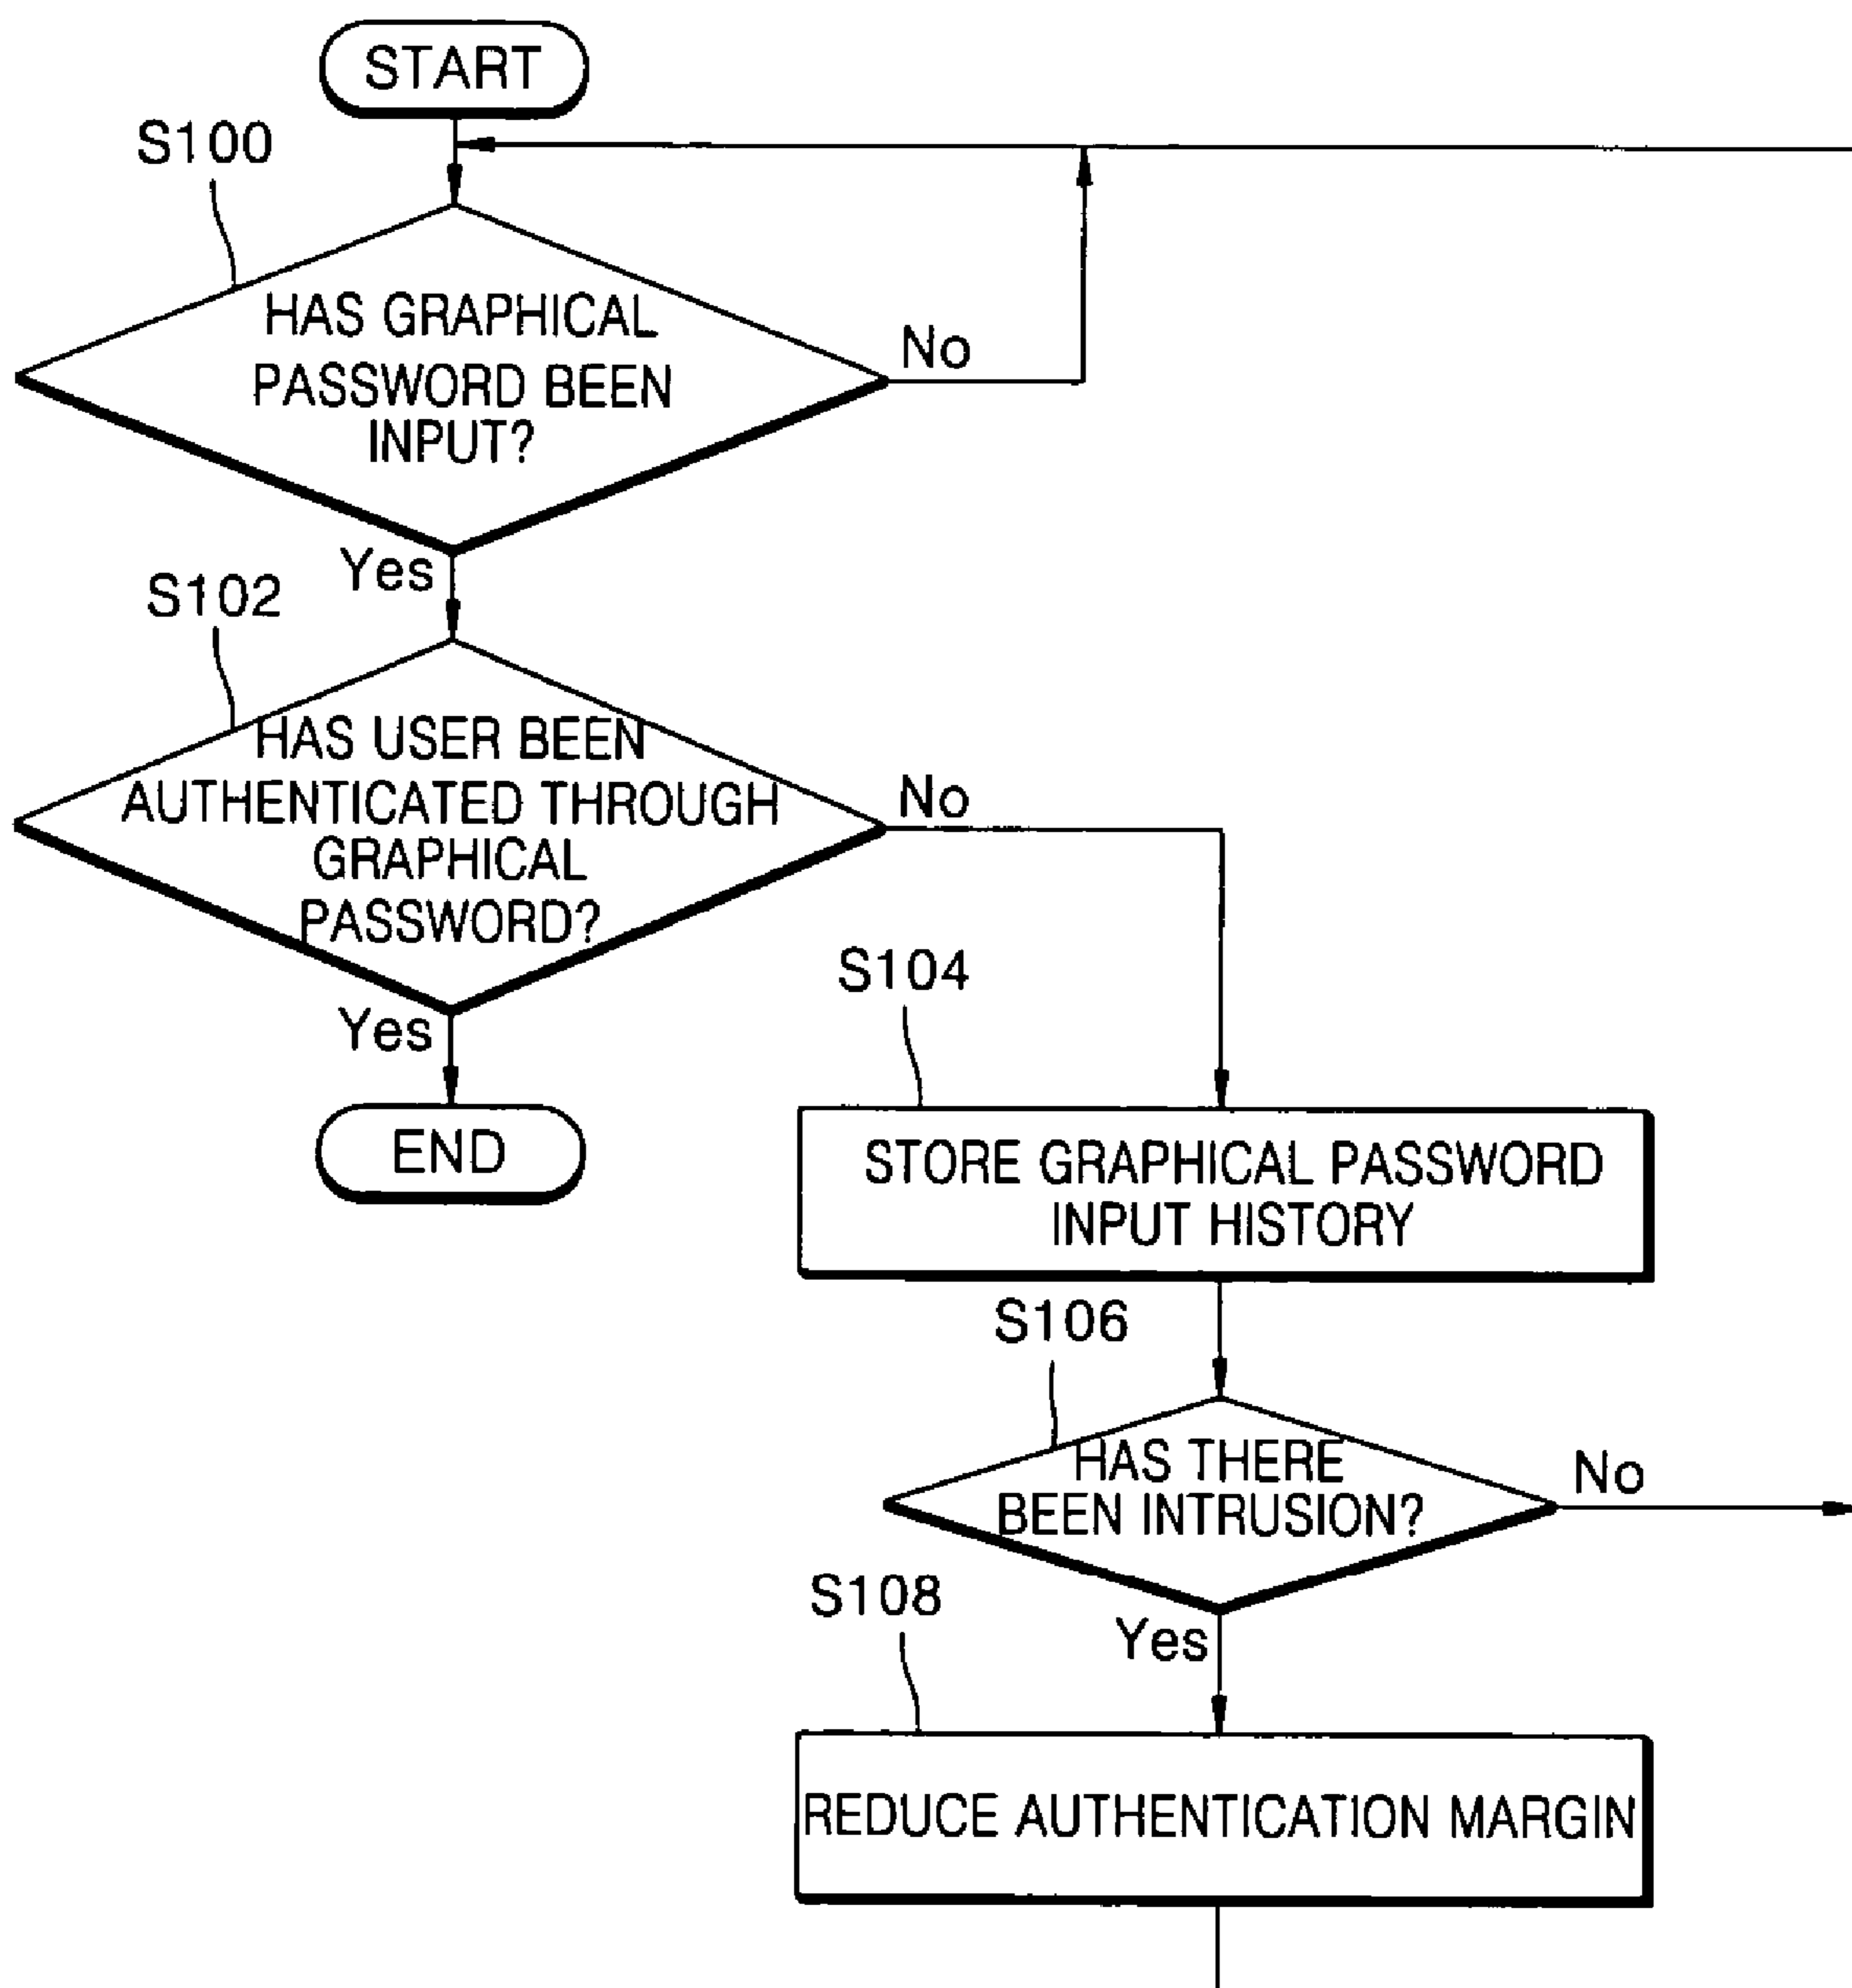 START
S100
HAS GRAPHICAL
PASSWORD BEEN
INPUT?
No
Yes
S102
HAS USER BEEN
AUTHENTICATED THROUGH
GRAPHICAL
PASSWORD?
No
Yes
END
S104
STORE GRAPHICAL PASSWORD
INPUT HISTORY
S106
HAS THERE
BEEN INTRUSION?
No
Yes
S108
REDUCE AUTHENTICATION MARGIN